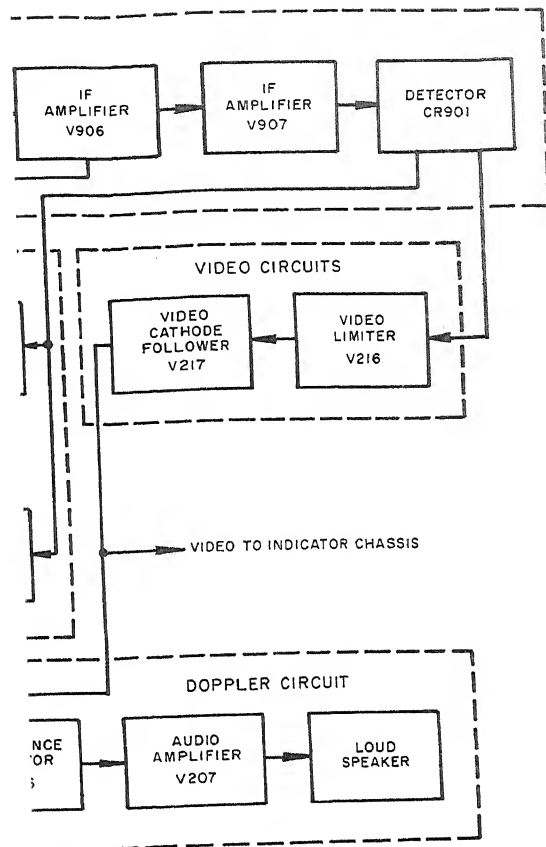 IF
AMPLIFIER
V906
IF
AMPLIFIER
V907
DETECTOR
CR901
VIDEO CIRCUITS
VIDEO
CATHODE
FOLLOWER
V217
VIDEO
LIMITER
V216
VIDEO TO INDICATOR CHASSIS
DOPPLER CIRCUIT
NCE
TOR
AUDIO
AMPLIFIER
V207
LOUD
SPEAKER